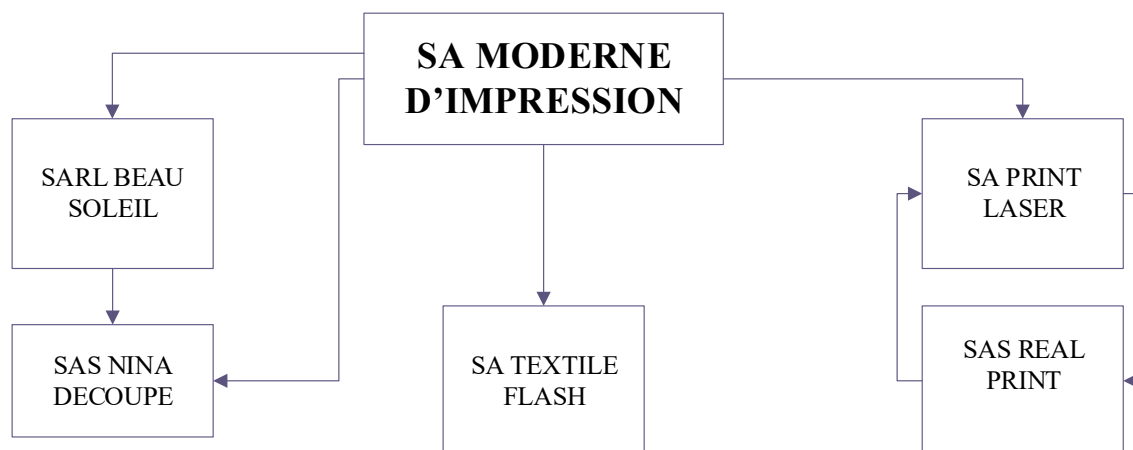 SA MODERNE
D’IMPRESSION
SARL BEAU
SOLEIL
SA PRINT
LASER
SAS NINA
DECOUPE
SA TEXTILE
FLASH
SAS REAL
PRINT